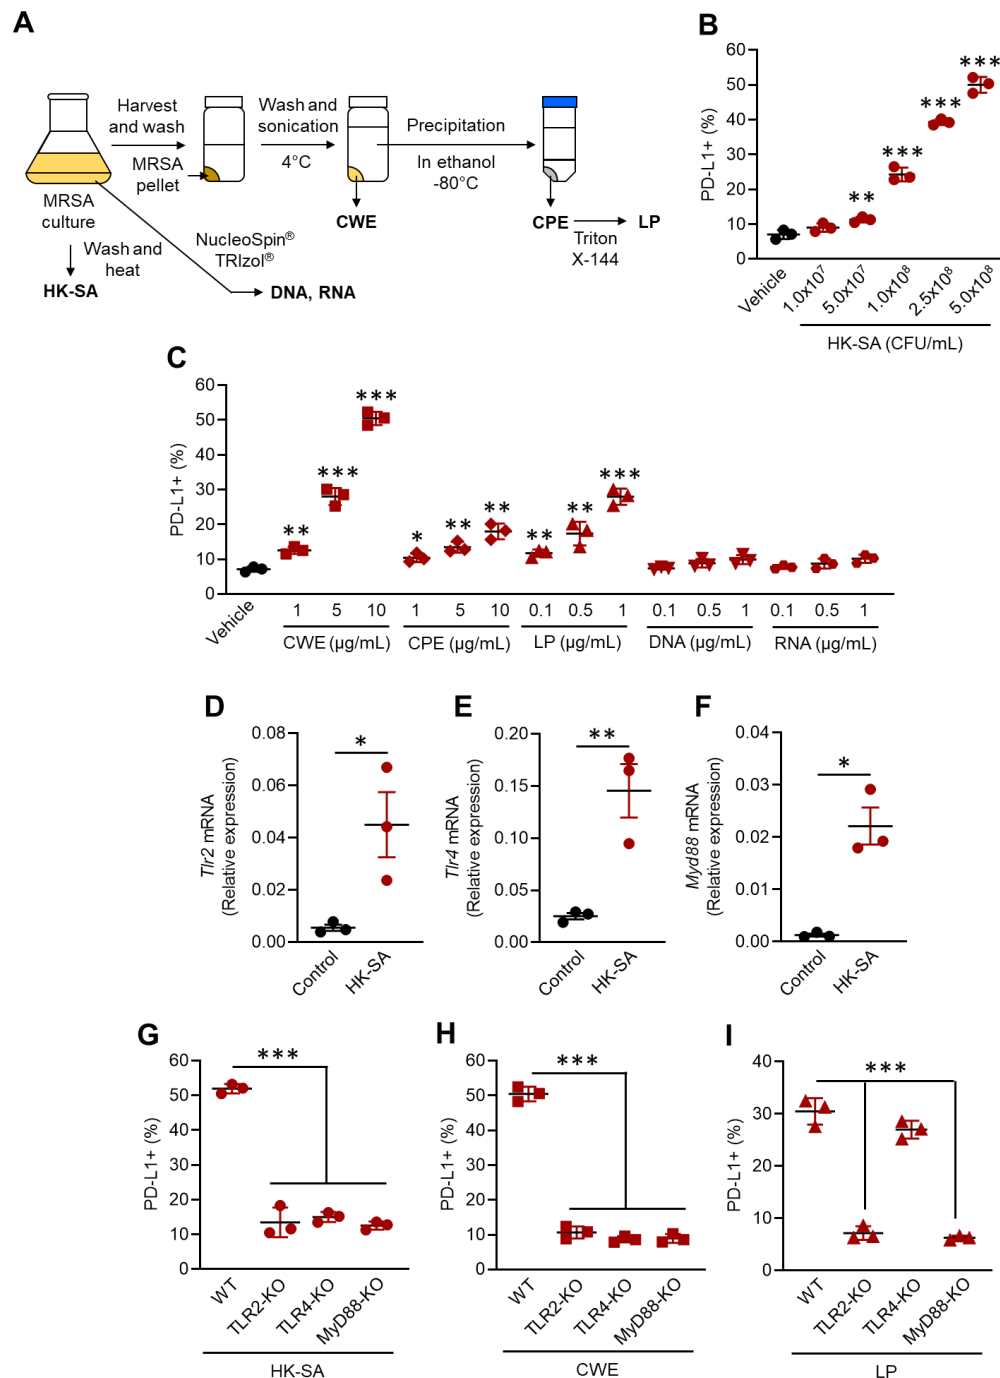 A
Harvest
and wash
MRSA
pellet
Wash and
sonication
4°C
Precipitation
In ethanol
-80°C
MRSA
culture
Wash and
heat
HK-SA
NucleoSpin®
TRIzol®
DNA, RNA
CWE
CPE
LP
Triton
X-144
B
PD-L1+ (%)
60
50
40
30
20
10
0
**
***
***
***
Vehicle
1.0x10⁷
5.0x10⁷
1.0x10⁸
2.5x10⁸
5.0x10⁸
HK-SA (CFU/mL)
C
PD-L1+ (%)
60
50
40
30
20
10
0
**
***
***
*
**
**
**
**
***
Vehicle
1 5 10 1 5 10 0.1 0.5 1 0.1 0.5 1 0.1 0.5 1
CWE (µg/mL) CPE (µg/mL) LP (µg/mL) DNA (µg/mL) RNA (µg/mL)
D
Tlr2 mRNA
(Relative expression)
0.08
0.06
0.04
0.02
0.00
*
Control
HK-SA
E
Tlr4 mRNA
(Relative expression)
0.20
0.15
0.10
0.05
0.00
**
Control
HK-SA
F
Myd88 mRNA
(Relative expression)
0.04
0.03
0.02
0.01
0.00
*
Control
HK-SA
G
PD-L1+ (%)
60
50
40
30
20
10
0
***
WT
TLR2-KO
TLR4-KO
MyD88-KO
HK-SA
H
PD-L1+ (%)
60
50
40
30
20
10
0
***
WT
TLR2-KO
TLR4-KO
MyD88-KO
CWE
I
PD-L1+ (%)
40
30
20
10
0
***
WT
TLR2-KO
TLR4-KO
MyD88-KO
LP